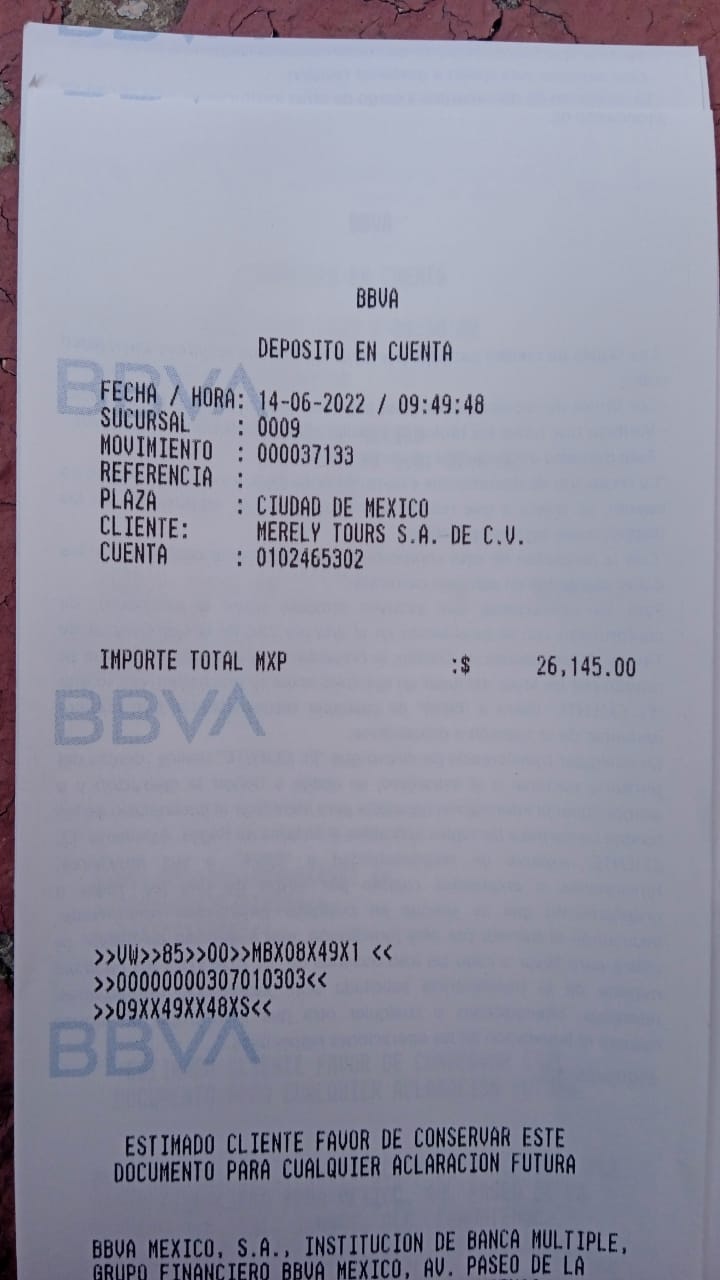 BBVA
DEPOSITO EN CUENTA
FECHA / HORA: 14-06-2022 / 09:49:48
SUCURSAL : 0009
MOVIMIENTO : 000037133
REFERENCIA :
PLAZA : CIUDAD DE MEXICO
CLIENTE: MERELY TOURS S.A. DE C.V.
CUENTA : 0102465302
IMPORTE TOTAL MXP :$ 26,145.00
BBVA
>>VW>>85>>00>>MBX08X49X1 <<
>>00000000307010303<<
>>09XX49XX48XS<<
BBVA
ESTIMADO CLIENTE FAVOR DE CONSERVAR ESTE
DOCUMENTO PARA CUALQUIER ACLARACION FUTURA
BBVA MEXICO, S.A., INSTITUCION DE BANCA MULTIPLE,
GRUPO FINANCIERO BBVA MEXICO, AV. PASEO DE LA